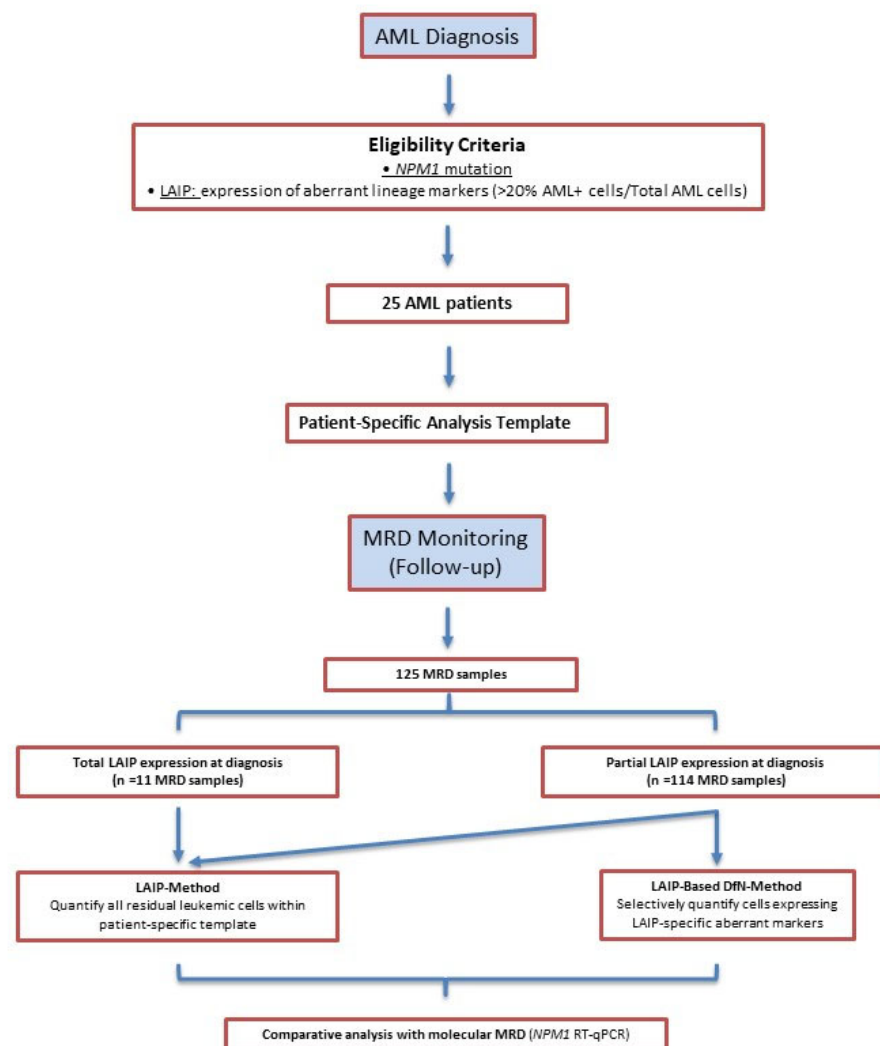 AML Diagnosis
Eligibility Criteria
• NPM1 mutation
• LAIP: expression of aberrant lineage markers (>20% AML+ cells/Total AML cells)
25 AML patients
Patient-Specific Analysis Template
MRD Monitoring
(Follow-up)
125 MRD samples
Total LAIP expression at diagnosis
(n =11 MRD samples)
Partial LAIP expression at diagnosis
(n =114 MRD samples)
LAIP-Method
Quantify all residual leukemic cells within
patient-specific template
LAIP-Based DfN-Method
Selectively quantify cells expressing
LAIP-specific aberrant markers
Comparative analysis with molecular MRD (NPM1 RT-qPCR)